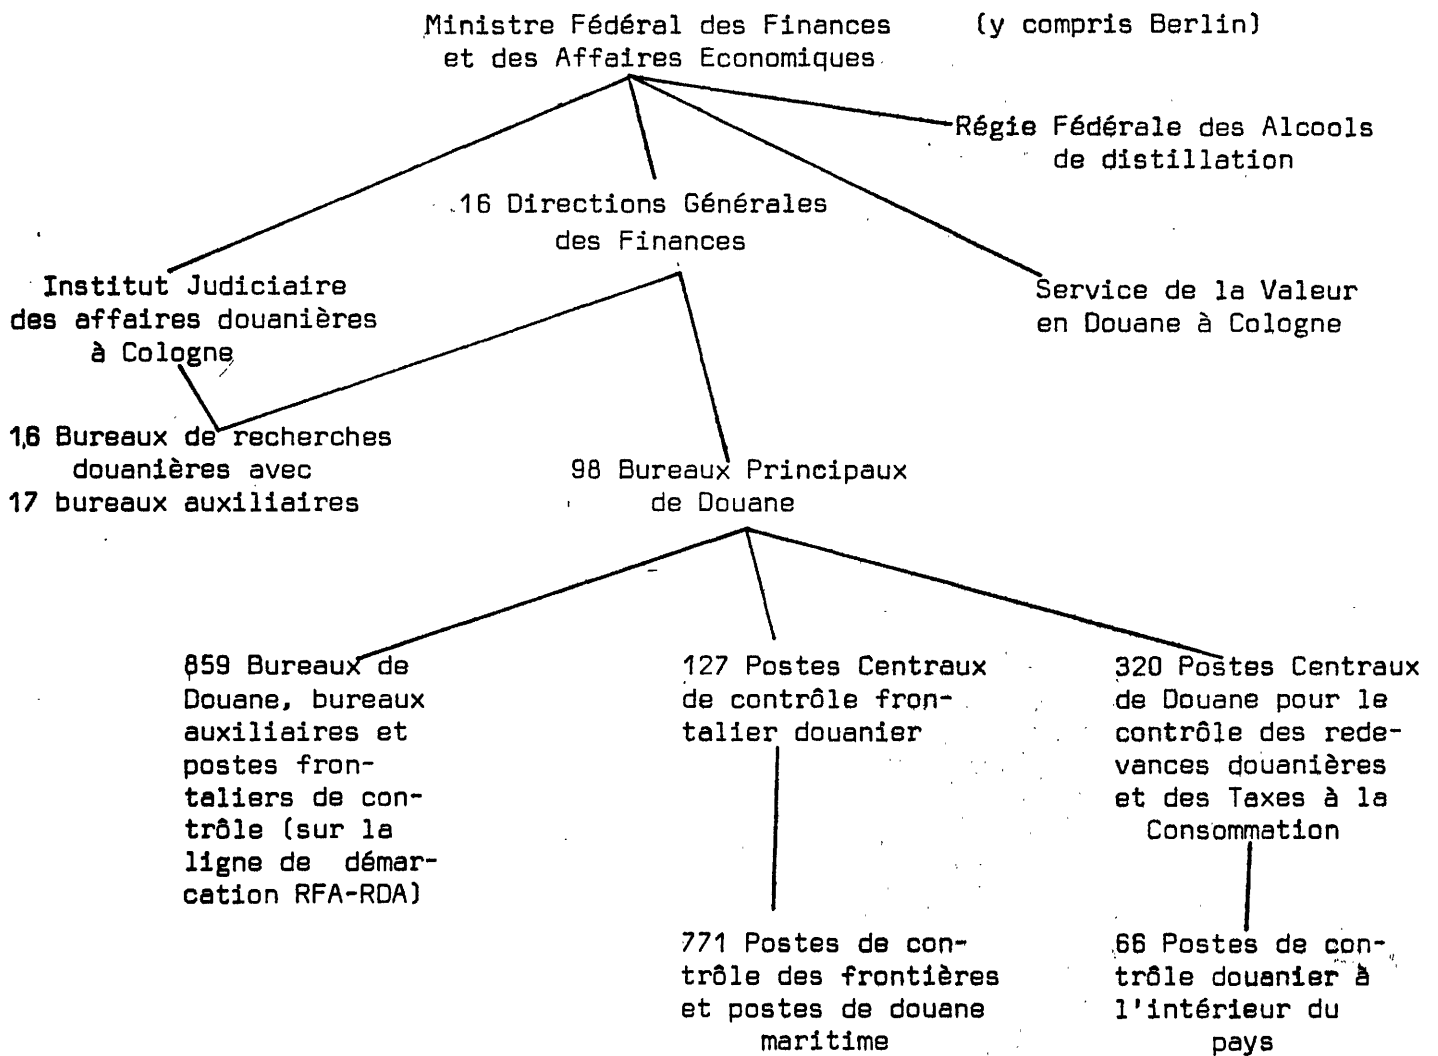 Ministre Fédéral des Finances (y compris Berlin)
et des Affaires Economiques
Régie Fédérale des Alcools
de distillation
16 Directions Générales
des Finances
Institut Judiciaire
des affaires douanières
à Cologne
Service de la Valeur
en Douane à Cologne
16 Bureaux de recherches
douanières avec
17 bureaux auxiliaires
98 Bureaux Principaux
de Douane
859 Bureaux de
Douane, bureaux
auxiliaires et
postes fron-
taliers de con-
trôle (sur la
ligne de démar-
cation RFA-RDA)
127 Postes Centraux
de contrôle fron-
talier douanier
320 Postes Centraux
de Douane pour le
contrôle des rede-
vances douanières
et des Taxes à la
Consommation
771 Postes de con-
trôle des frontières
et postes de douane
maritime
66 Postes de con-
trôle douanier à
l'intérieur du
pays